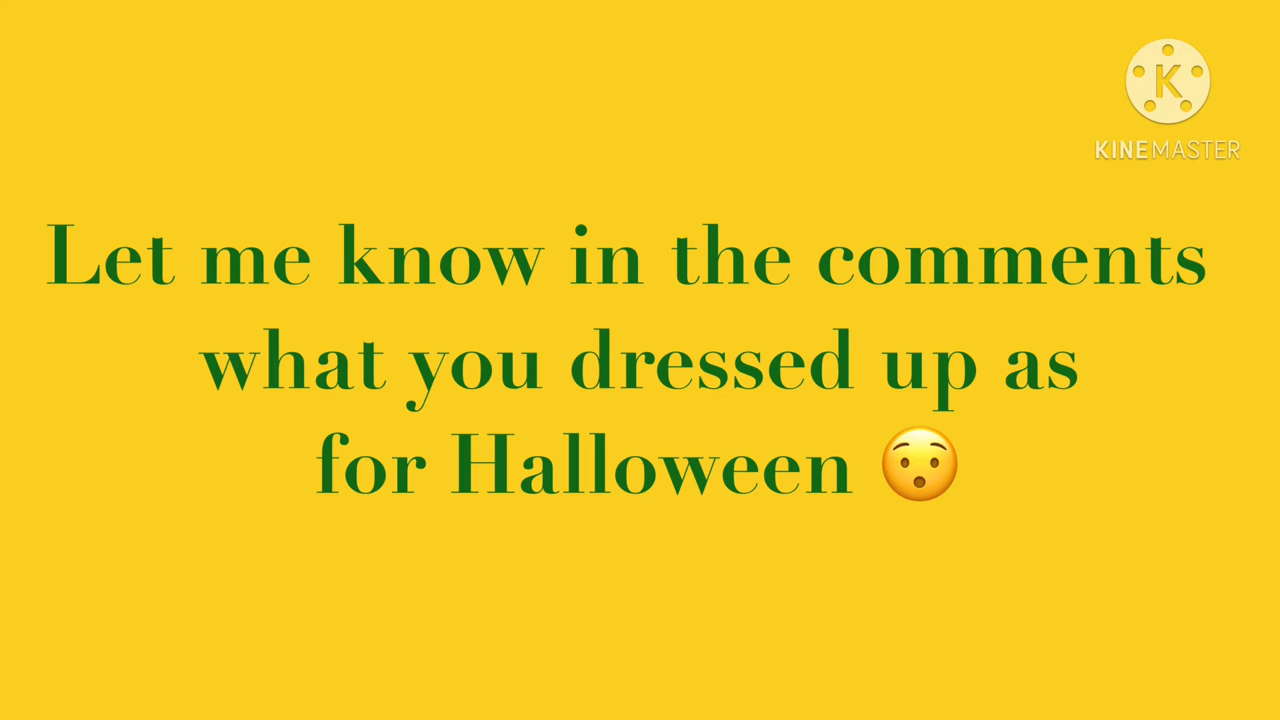 K
KINEMASTER
Let me know in the comments
what you dressed up as
for Halloween 😯